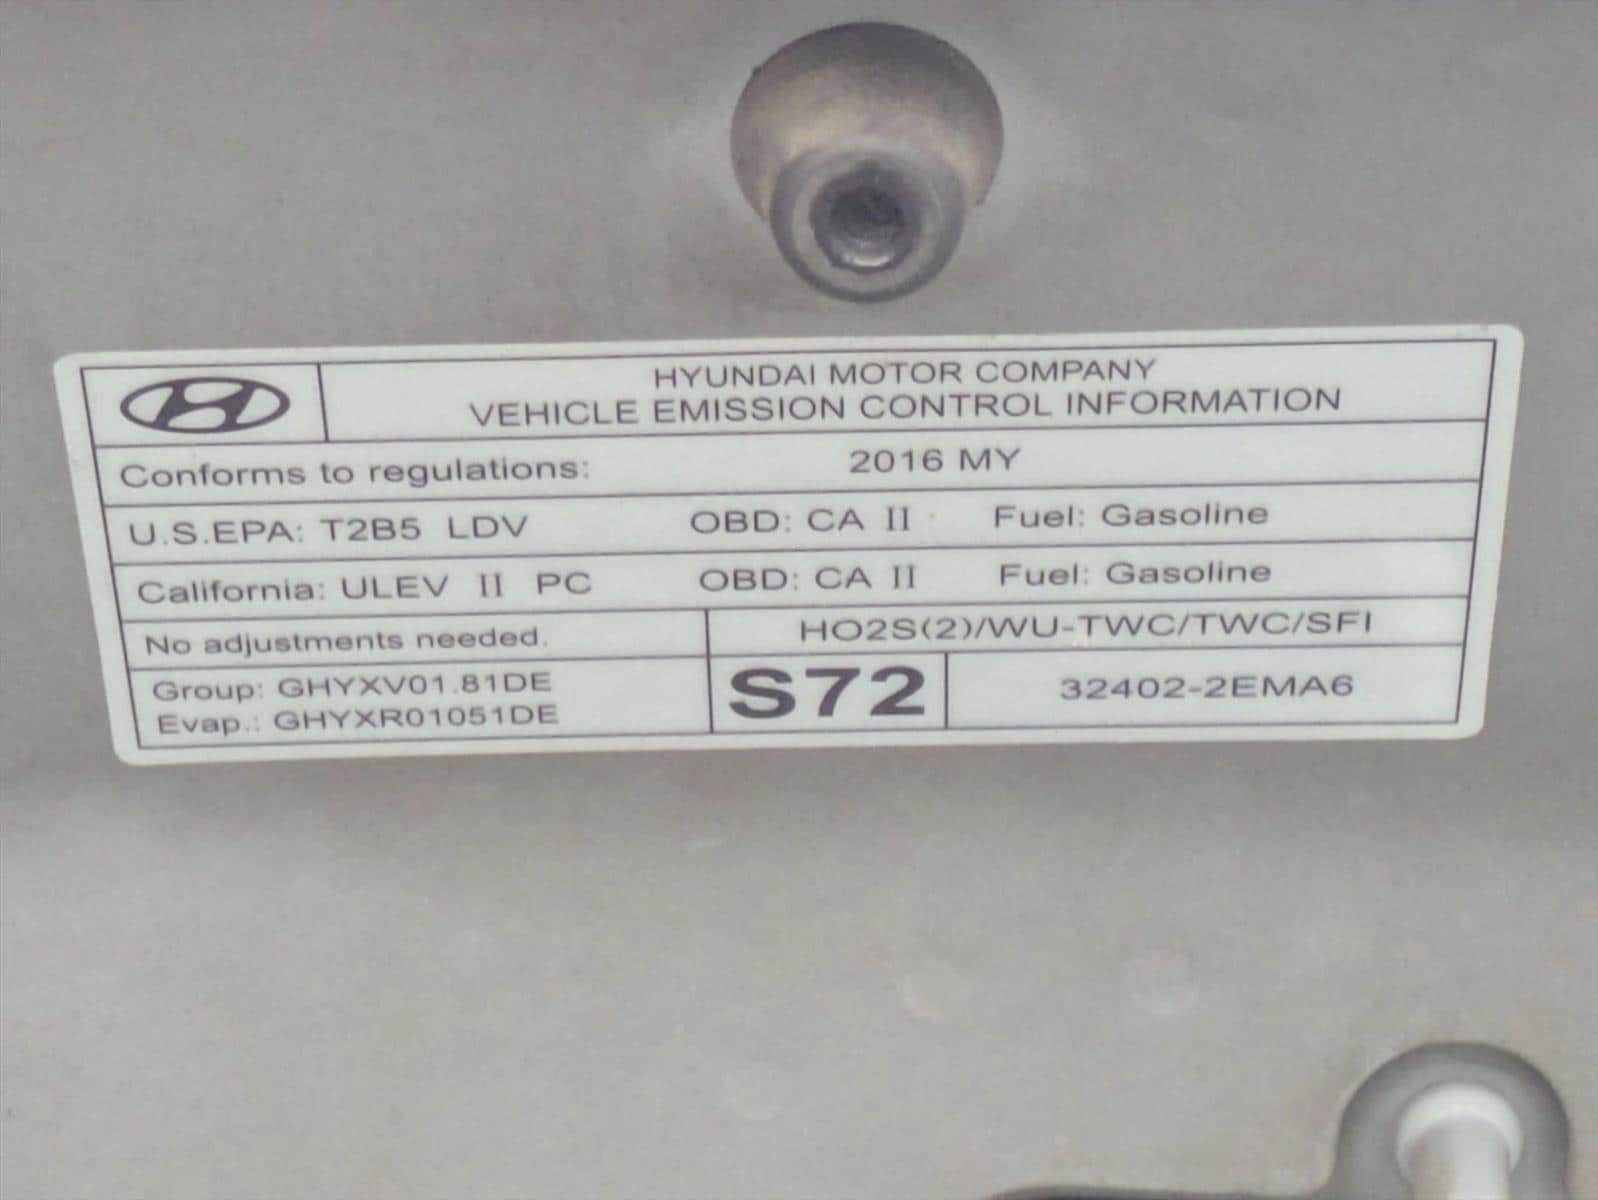 HYUNDAI MOTOR COMPANY
VEHICLE EMISSION CONTROL INFORMATION
Conforms to regulations: 2016 MY
U.S.EPA: T2B5 LDV OBD: CA II Fuel: Gasoline
California: ULEV II PC OBD: CA II Fuel: Gasoline
No adjustments needed. HO2S(2)/WU-TWC/TWC/SFI
Group: GHYXV01.81DE
Evap.: GHYXR01051DE
S72
32402-2EMA6